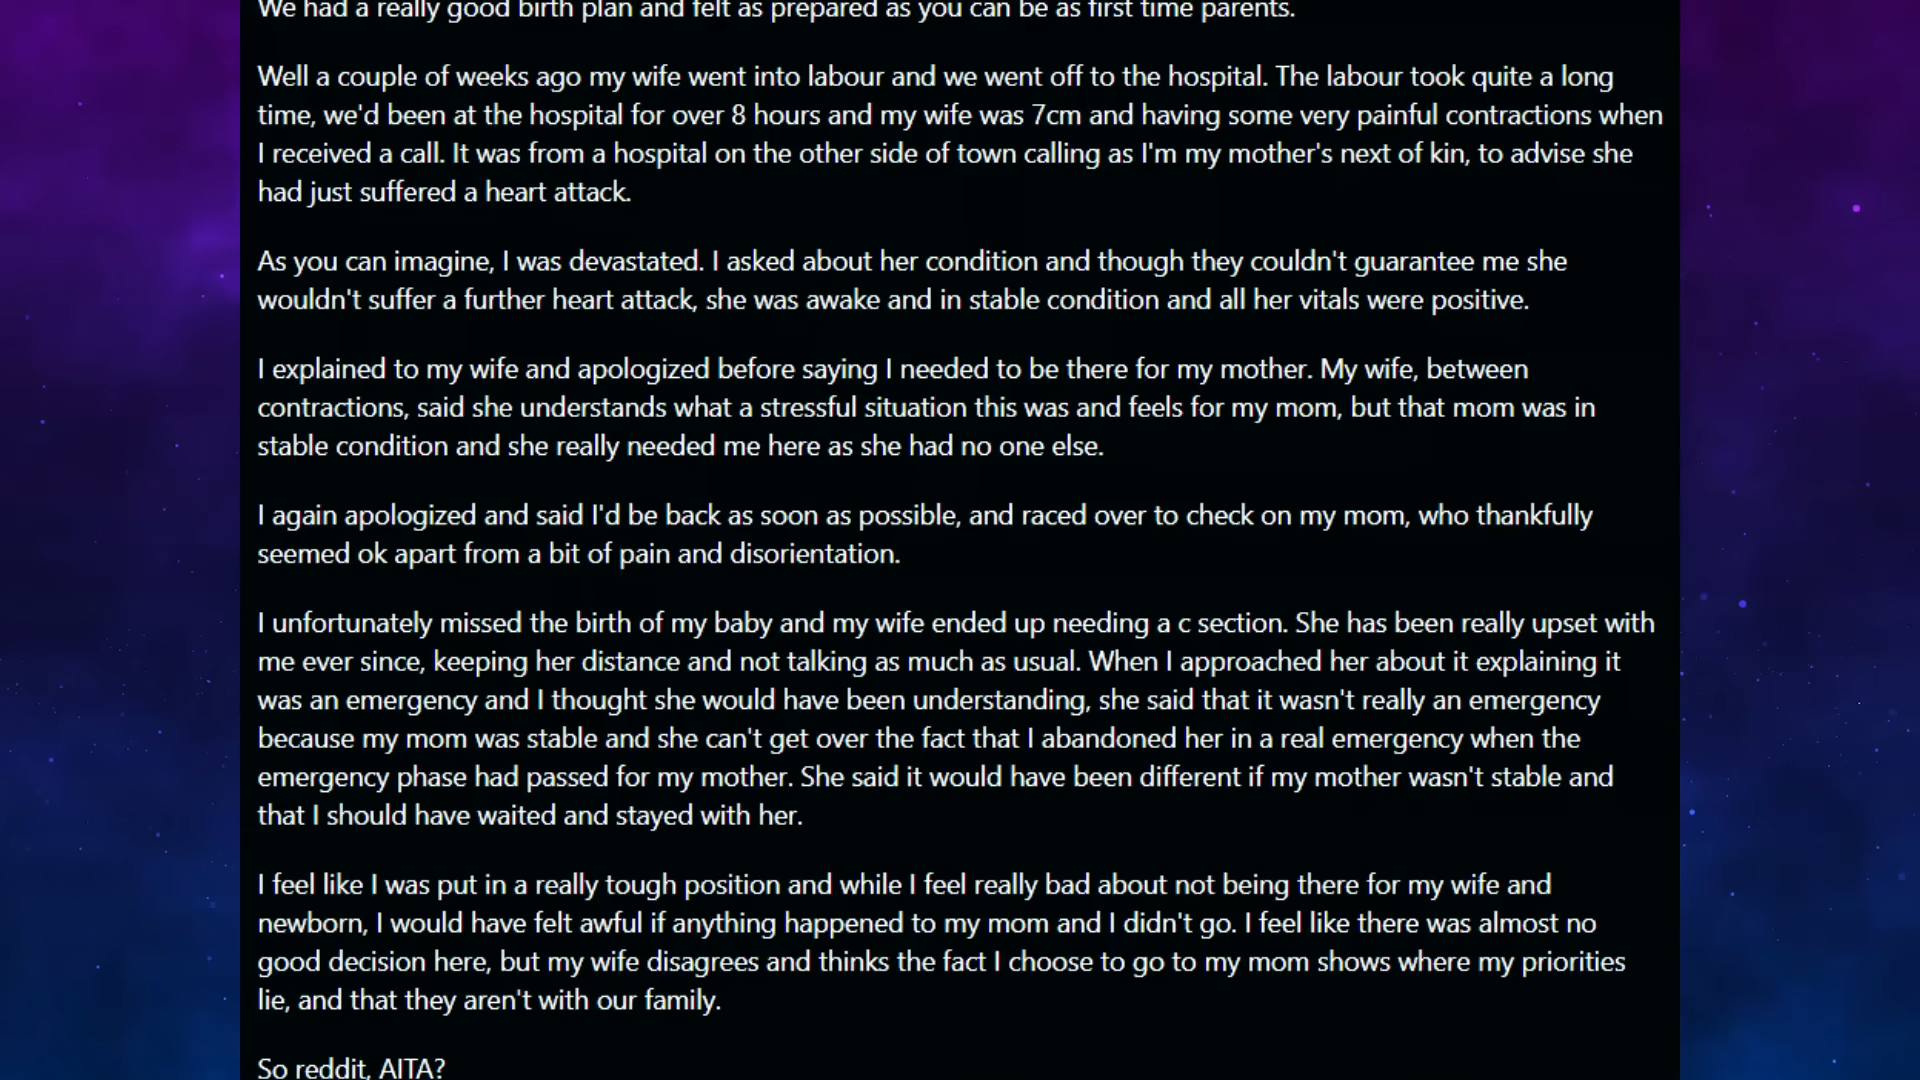 We had a really good birth plan and felt as prepared as you can be as first time parents.
Well a couple of weeks ago my wife went into labour and we went off to the hospital. The labour took quite a long
time, we'd been at the hospital for over 8 hours and my wife was 7cm and having some very painful contractions when
I received a call. It was from a hospital on the other side of town calling as I'm my mother's next of kin, to advise she
had just suffered a heart attack.
As you can imagine, I was devastated. I asked about her condition and though they couldn't guarantee me she
wouldn't suffer a further heart attack, she was awake and in stable condition and all her vitals were positive.
I explained to my wife and apologized before saying I needed to be there for my mother. My wife, between
contractions, said she understands what a stressful situation this was and feels for my mom, but that mom was in
stable condition and she really needed me here as she had no one else.
I again apologized and said I'd be back as soon as possible, and raced over to check on my mom, who thankfully
seemed ok apart from a bit of pain and disorientation.
I unfortunately missed the birth of my baby and my wife ended up needing a c section. She has been really upset with
me ever since, keeping her distance and not talking as much as usual. When I approached her about it explaining it
was an emergency and I thought she would have been understanding, she said that it wasn't really an emergency
because my mom was stable and she can't get over the fact that I abandoned her in a real emergency when the
emergency phase had passed for my mother. She said it would have been different if my mother wasn't stable and
that I should have waited and stayed with her.
I feel like I was put in a really tough position and while I feel really bad about not being there for my wife and
newborn, I would have felt awful if anything happened to my mom and I didn't go. I feel like there was almost no
good decision here, but my wife disagrees and thinks the fact I choose to go to my mom shows where my priorities
lie, and that they aren't with our family.
So reddit, AITA?